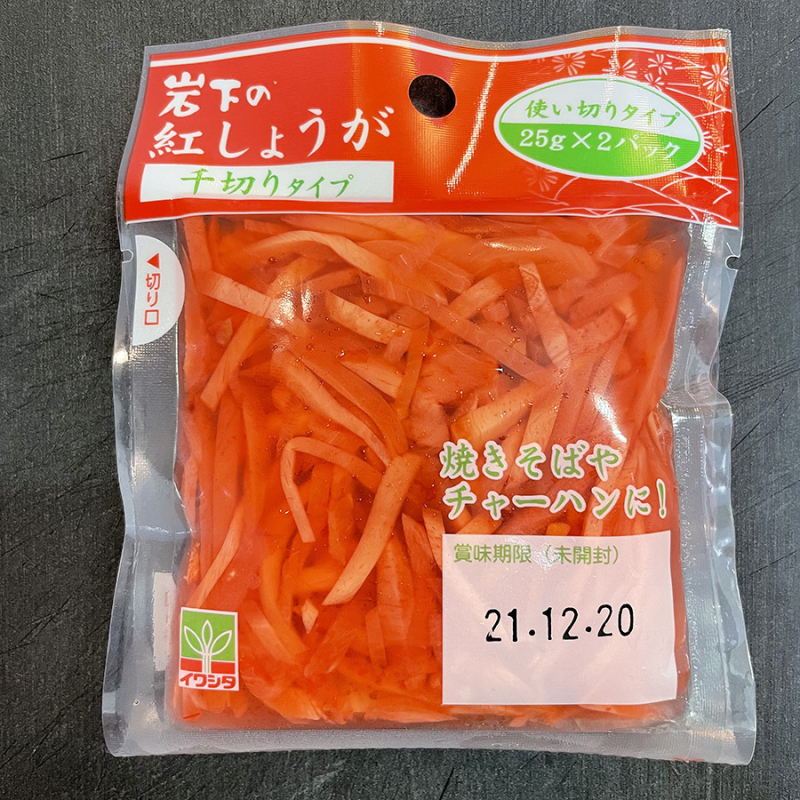 岩下の
紅しょうが
千切りタイプ
使い切りタイプ
25g×2パック
切り口
焼きそばや
チャーハンに!
賞味期限(未開封)
21.12.20
イワシタ